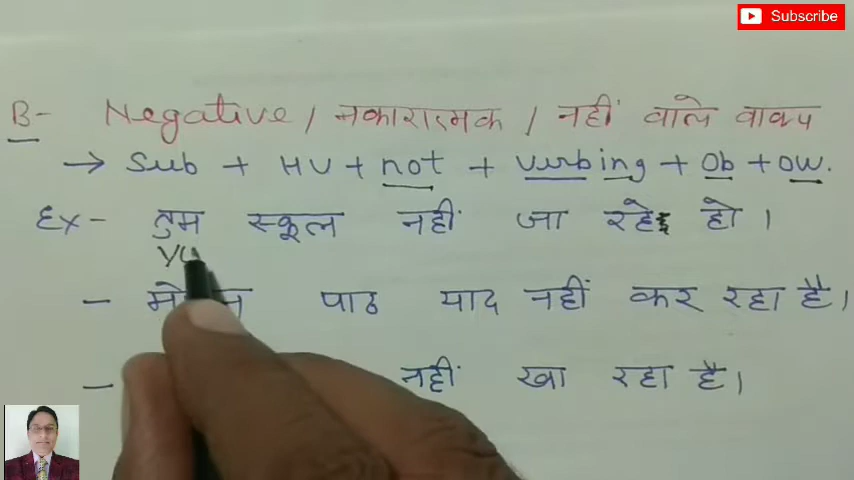 Subscribe
B- Negative / नकारात्मक / नहीं वाले वाक्य
→ Sub + HV + not + Verbing + Ob + OW.
Ex- तुम स्कूल नहीं जा रहे हो ।
- पाठ याद नहीं कर रहा है।
- नहीं खा रहा है।